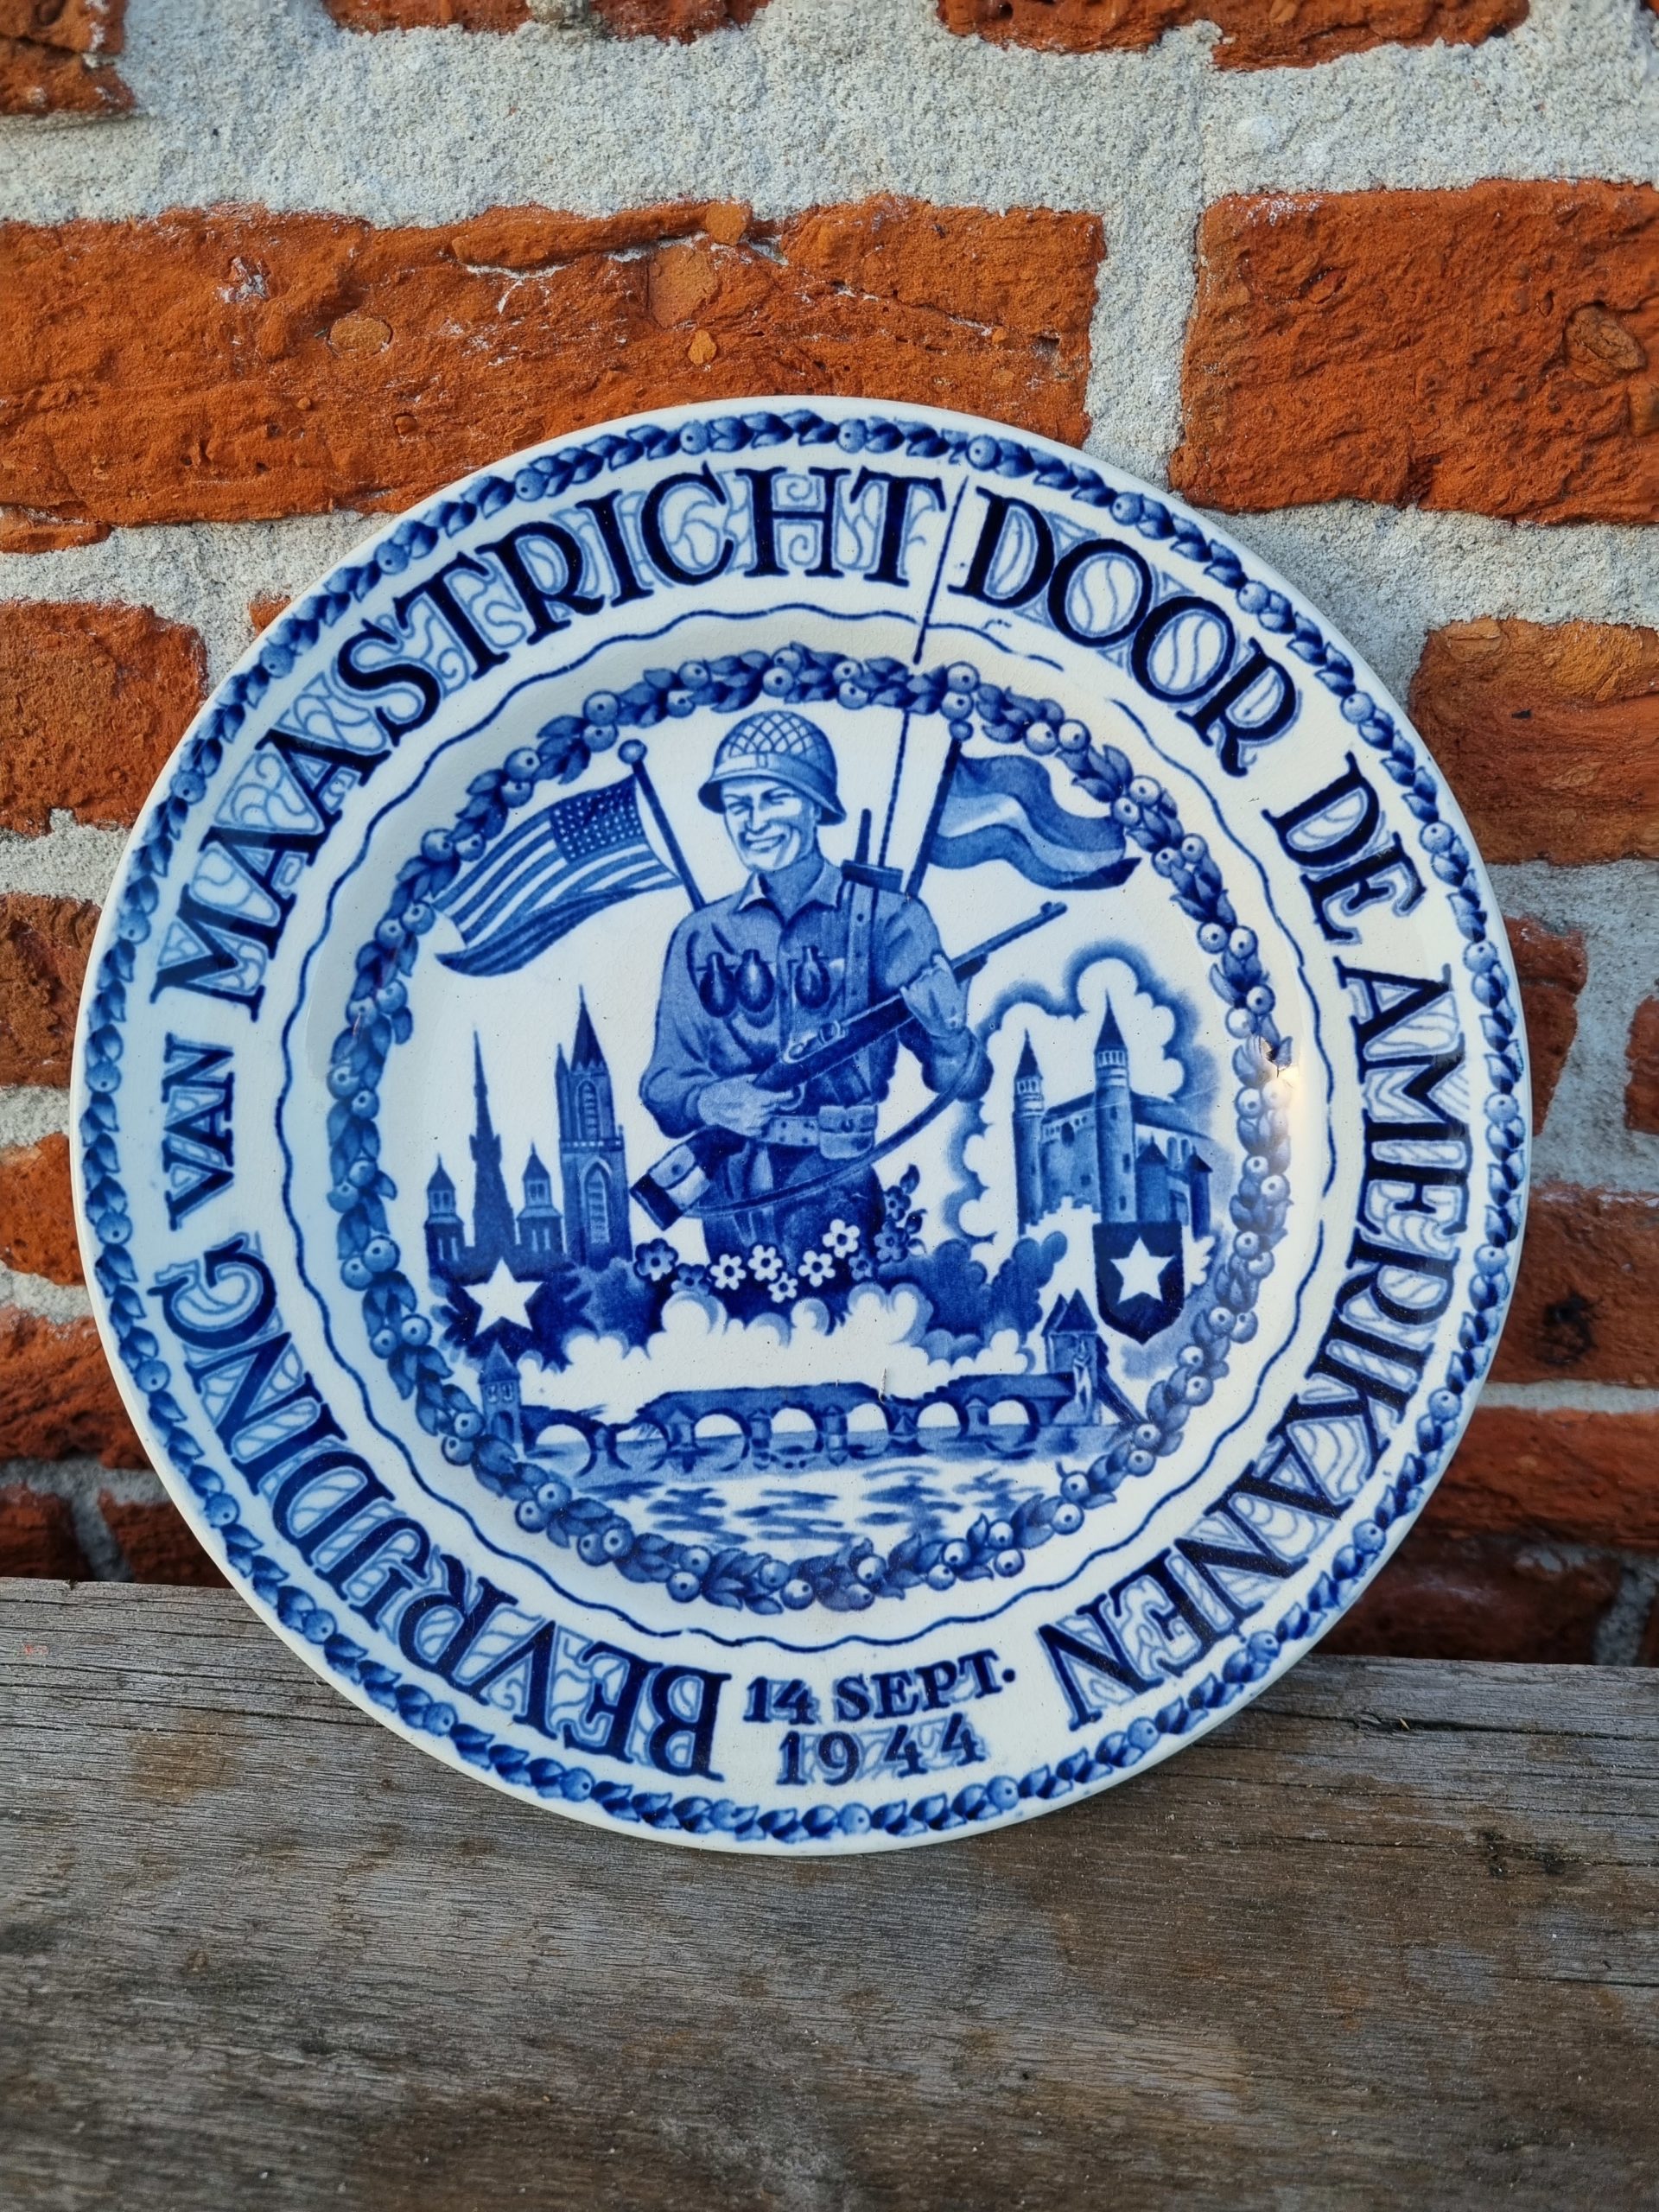 BEVRIJDING VAN MAASTRICHT DOOR DE AMERIKANEN
14 SEPT.
1944